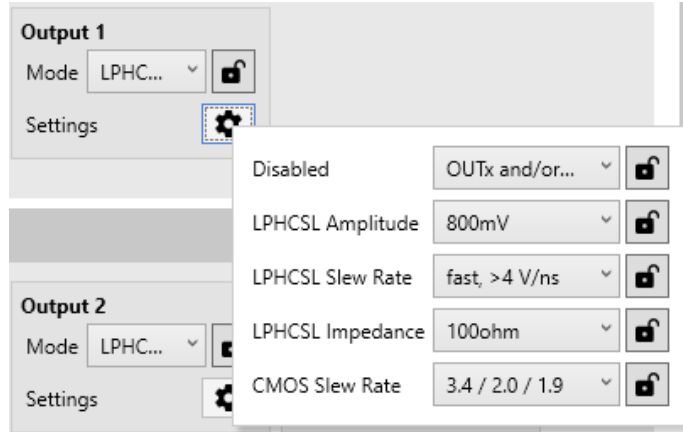 Output 1
Mode LPHC...
Settings
Disabled OUTx and/or...
LPHCSL Amplitude 800mV
LPHCSL Slew Rate fast, >4 V/ns
LPHCSL Impedance 100ohm
CMOS Slew Rate 3.4 / 2.0 / 1.9
Output 2
Mode LPHC...
Settings